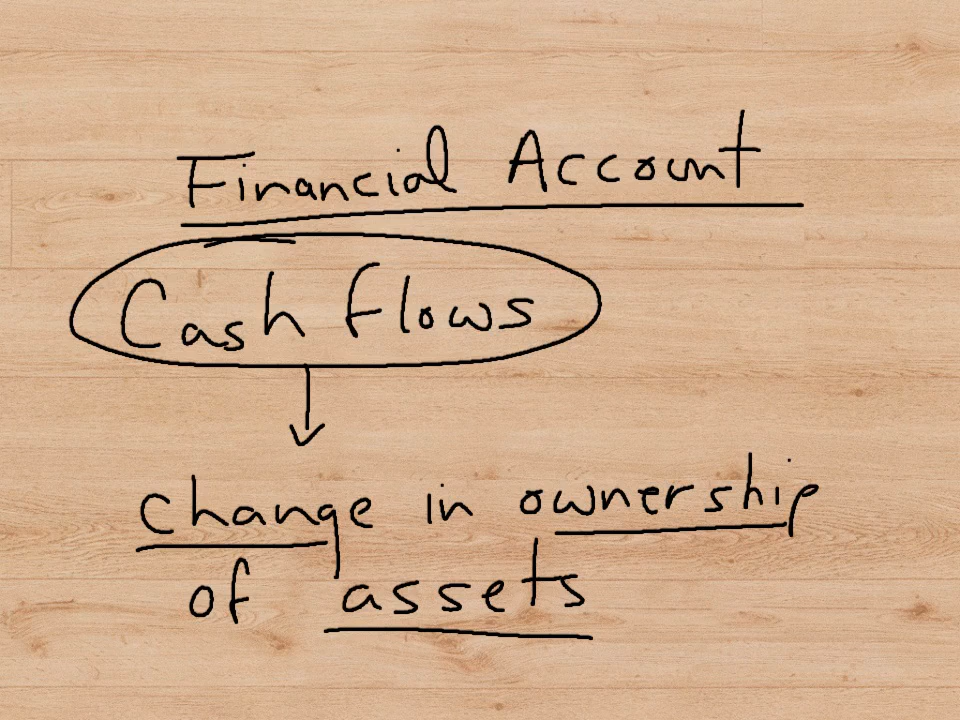 Financial Account
Cash flows
change in ownership
of assets